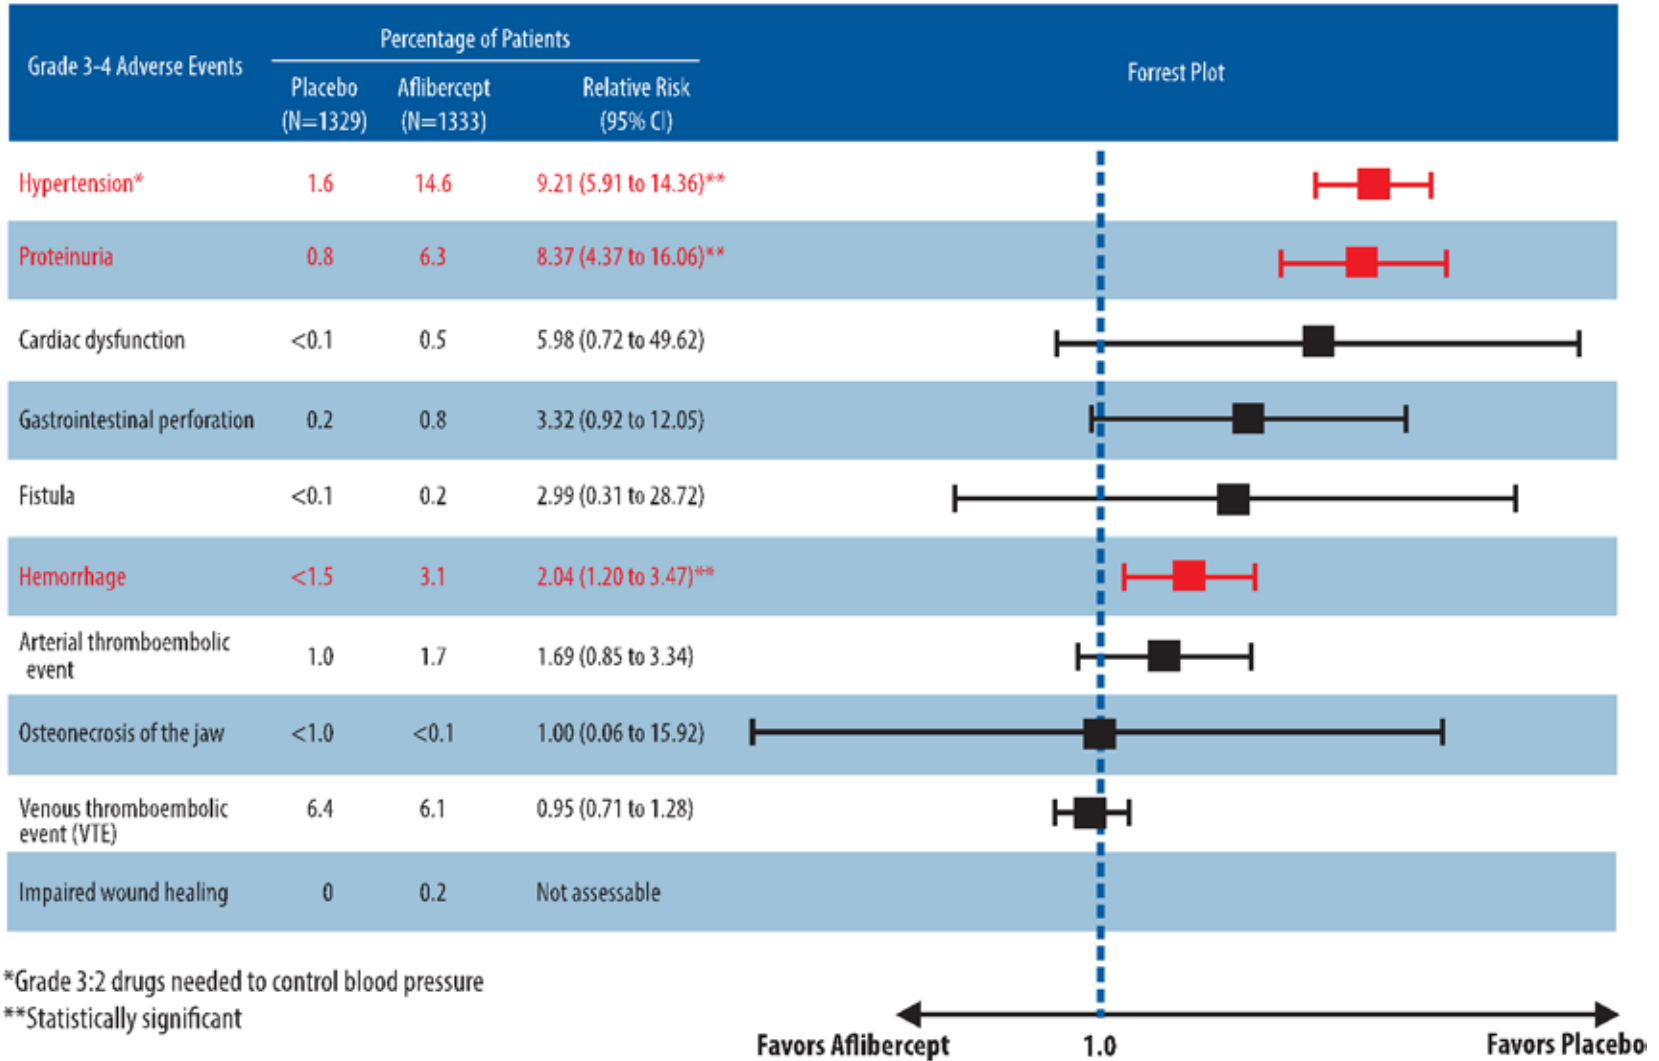 Percentage of Patients
Grade 3-4 Adverse Events
Forrest Plot
Placebo Aflibercept Relative Risk
(N=1329) (N=1333) (95% CI)
Hypertension* 1.6 14.6 9.21 (5.91 to 14.36)**
Proteinuria 0.8 6.3 8.37 (4.37 to 16.06)**
Cardiac dysfunction <0.1 0.5 5.98 (0.72 to 49.62)
Gastrointestinal perforation 0.2 0.8 3.32 (0.92 to 12.05)
Fistula <0.1 0.2 2.99 (0.31 to 28.72)
Hemorrhage <1.5 3.1 2.04 (1.20 to 3.47)**
Arterial thromboembolic
event 1.0 1.7 1.69 (0.85 to 3.34)
Osteonecrosis of the jaw <1.0 <0.1 1.00 (0.06 to 15.92)
Venous thromboembolic 6.4 6.1 0.95 (0.71 to 1.28)
event (VTE)
Impaired wound healing 0 0.2 Not assessable
*Grade 3:2 drugs needed to control blood pressure
**Statistically significant
Favors Aflibercept 1.0 Favors Placebo